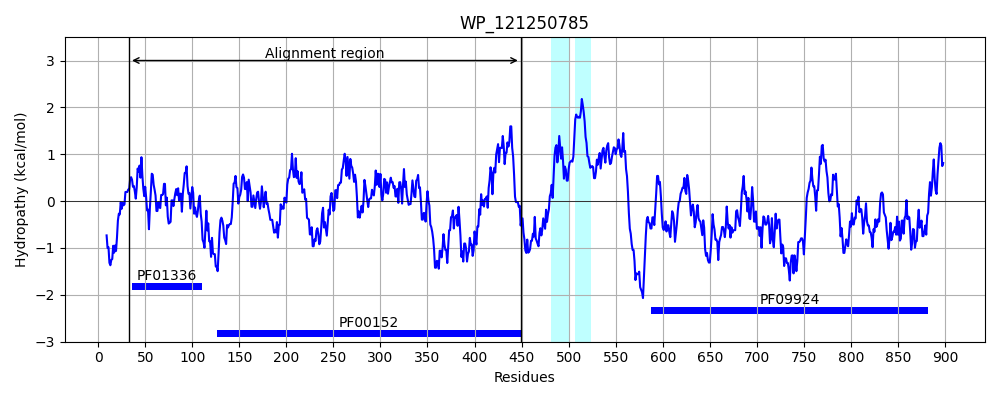 WP_121250785
Alignment region
PF01336
PF00152
PF09924
Hydropathy (kcal/mol)
3
2
1
0
−1
−2
−3
0 50 100 150 200 250 300 350 400 450 500 550 600 650 700 750 800 850 900
Residues